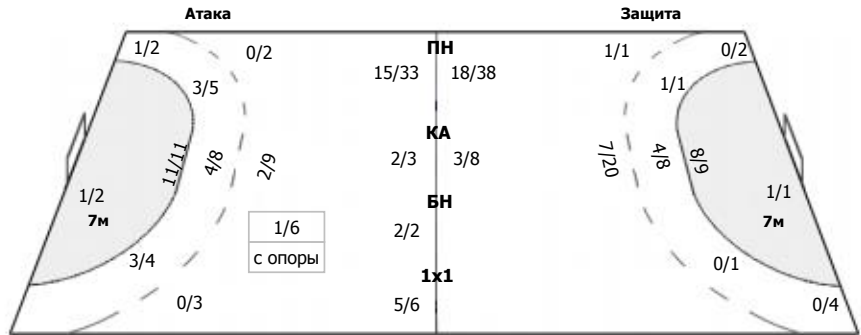 Атака
Защита
1/2
0/2
ПН
1/1
0/2
15/33
18/38
3/5
1/1
КА
11/11
4/8
2/9
2/3
3/8
7/20
4/8
8/9
1/2
7м
БН
1/1
7м
1/6
2/2
с опоры
3/4
0/1
1x1
0/3
5/6
0/4